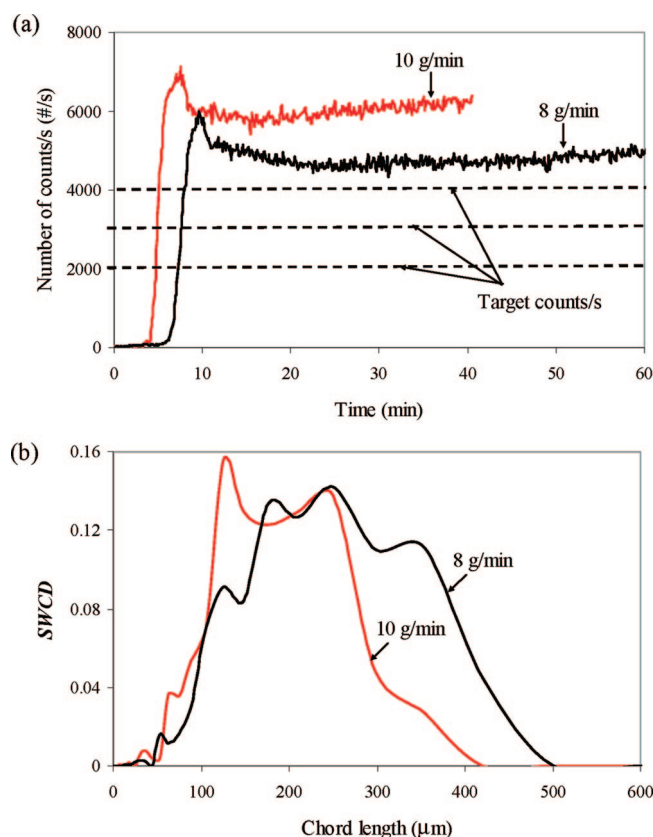 (a)
8000
10 g/min
6000
8 g/min
Number of counts/s (#/s)
4000
2000
Target counts/s
0
0 10 20 30 40 50 60
Time (min)
(b)
0.16
0.12
8 g/min
SWCD
0.08
10 g/min
0.04
0
0 100 200 300 400 500 600
Chord length (μm)